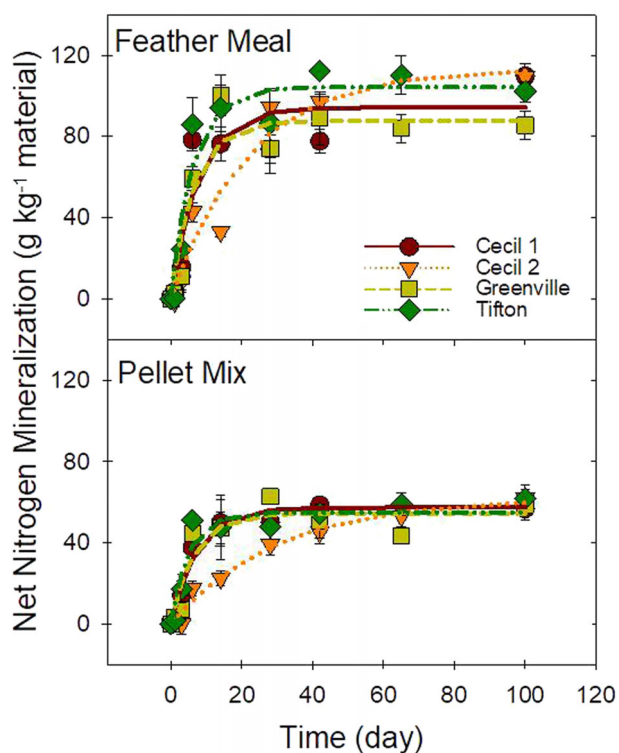 Net Nitrogen Mineralization (g kg⁻¹ material)
Feather Meal
120
80
40
0
Cecil 1
Cecil 2
Greenville
Tifton
Pellet Mix
120
80
40
0
0 20 40 60 80 100 120
Time (day)